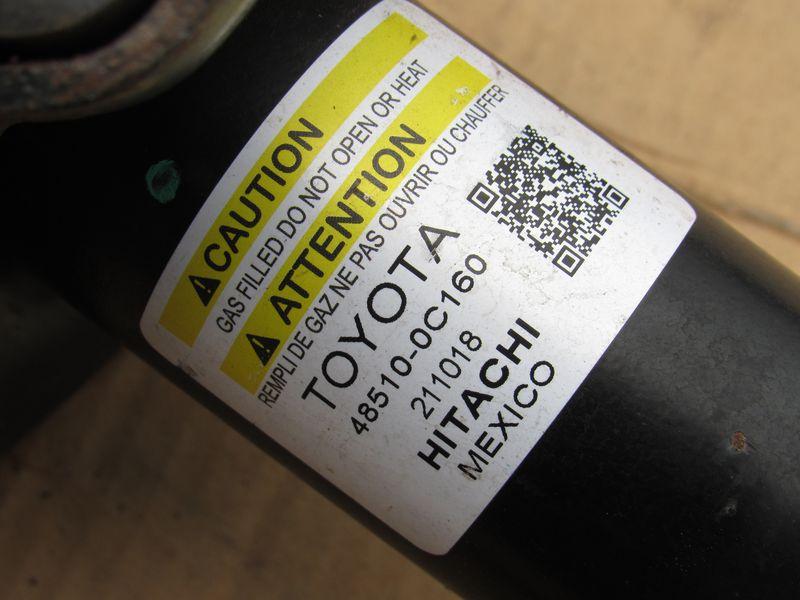 CAUTION
GAS FILLED DO NOT OPEN OR HEAT
ATTENTION
REMPLI DE GAZ NE PAS OUVRIR OU CHAUFFER
TOYOTA
48510-0C160
211018
HITACHI
MEXICO